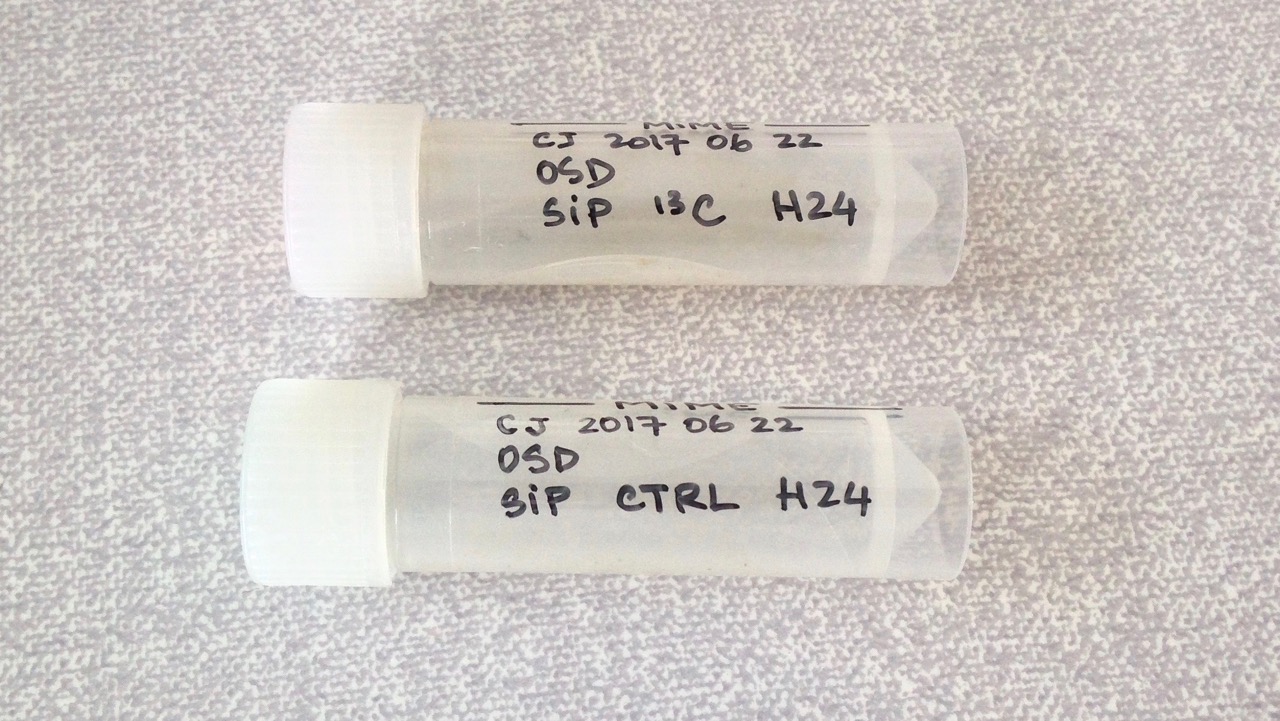 MIME
CJ 2017 06 22
OSD
SiP ¹³C H24
MIME
CJ 2017 06 22
OSD
SiP CTRL H24